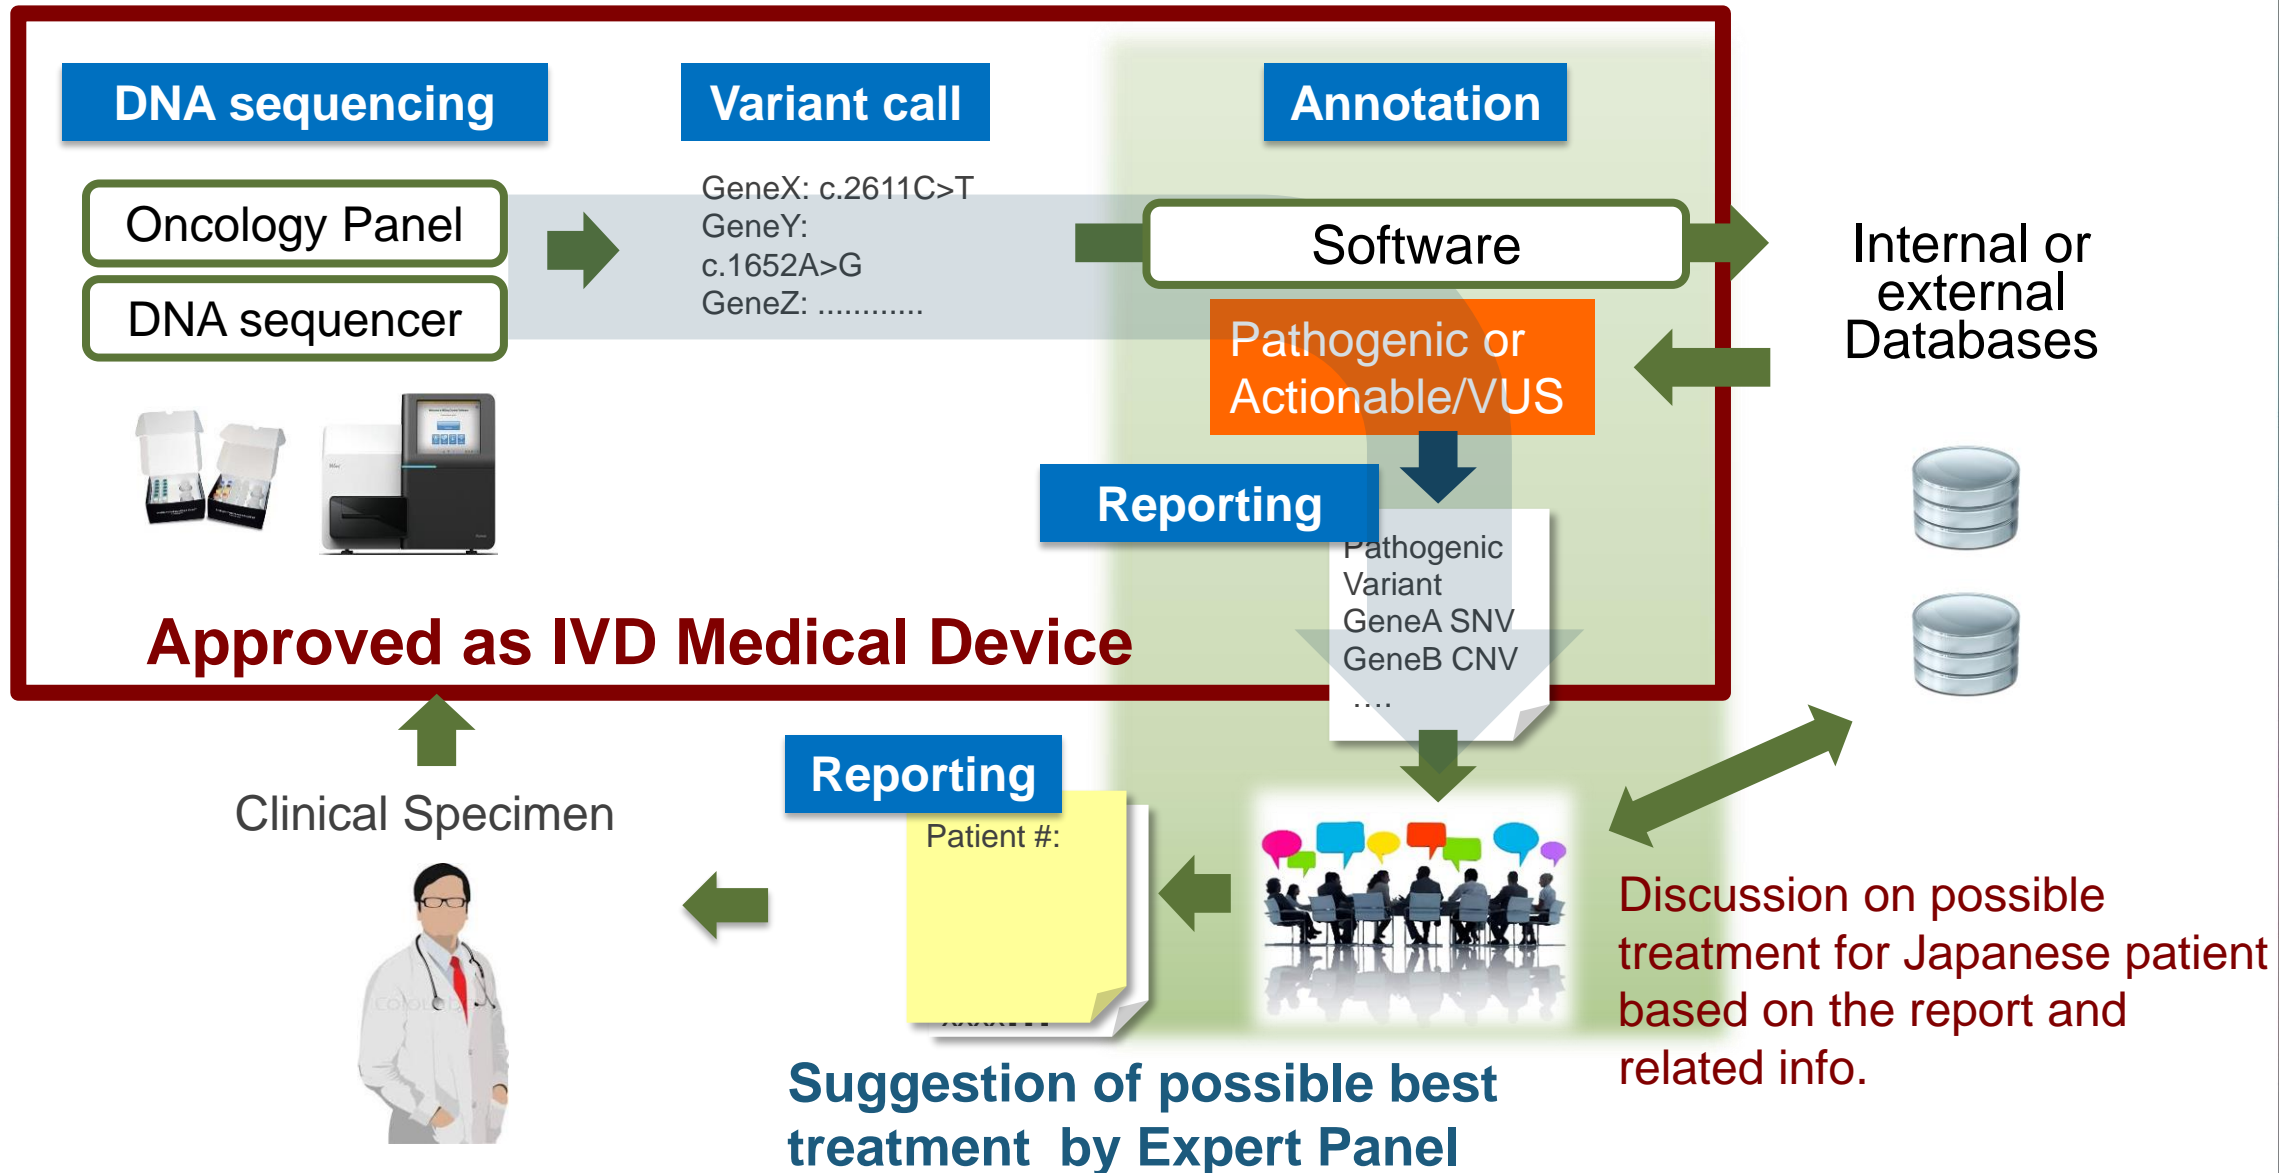 DNA sequencing
Variant call
Annotation
Oncology Panel
DNA sequencer
GeneX: c.2611C>T
GeneY:
c.1652A>G
GeneZ: ............
Software
Internal or
external
Databases
Pathogenic or
Actionable/VUS
Reporting
Pathogenic
Variant
GeneA SNV
GeneB CNV
....
Approved as IVD Medical Device
Clinical Specimen
Reporting
Patient #:
Discussion on possible
treatment for Japanese patient
based on the report and
related info.
Suggestion of possible best
treatment by Expert Panel